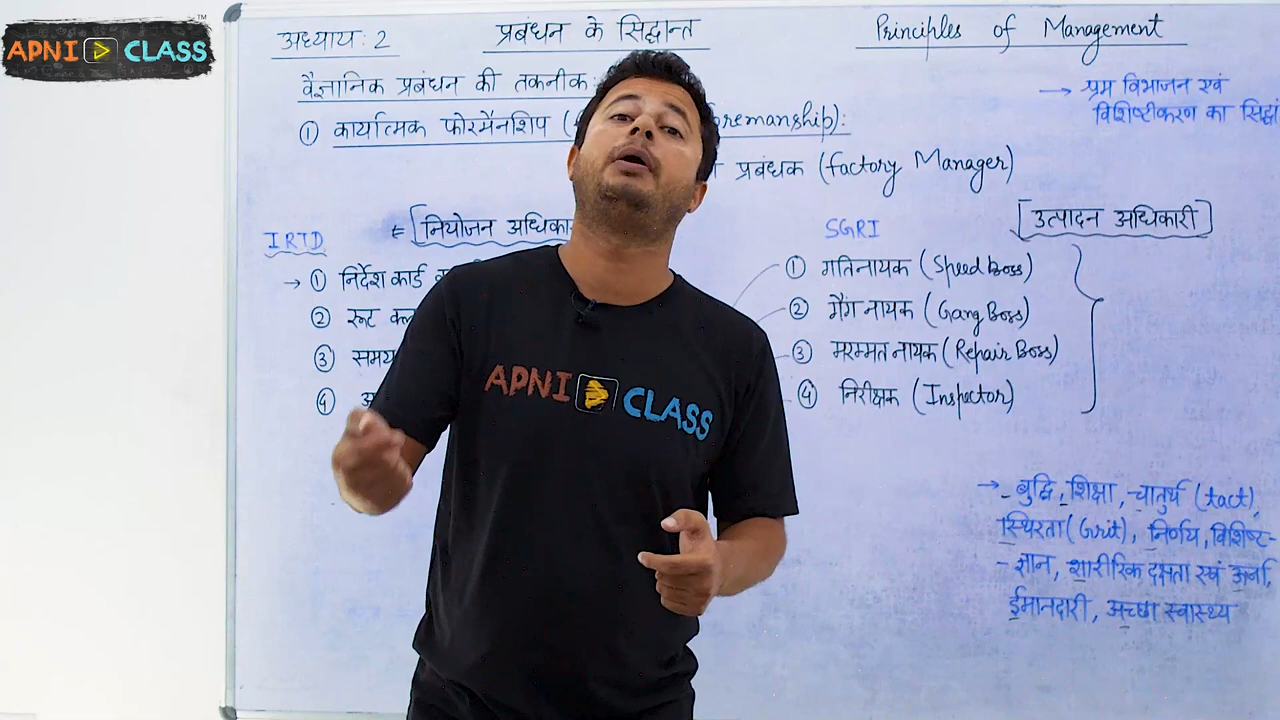 APNI CLASS™
अध्याय: 2 प्रबंधन के सिद्धान्त Principles of Management
वैज्ञानिक प्रबंधन की तकनीक
→ श्रम विभाजन एवं
विशिष्टीकरण का
① कार्यात्मक फोरमैनशिप ( oremanship):
प्रबंधक (factory Manager)
IRTD [नियोजन अधिका SGRI [उत्पादन अधिकारी]
→ ① निर्देश कार्ड
② रूट
③ समय
④
① गतिनायक (Speed Boss)
② गैंग नायक (Gang Boss)
③ मरम्मत नायक (Repair Boss)
④ निरीक्षक (Inspector)
APNI CLASS
→ बुद्धि, शिक्षा, चातुर्य (tact),
स्थिरता (Grit), निर्णय, विशिष्ट-
- ज्ञान, शारीरिक दक्षता एवं ऊर्जा,
ईमानदारी, अच्छा स्वास्थ्य